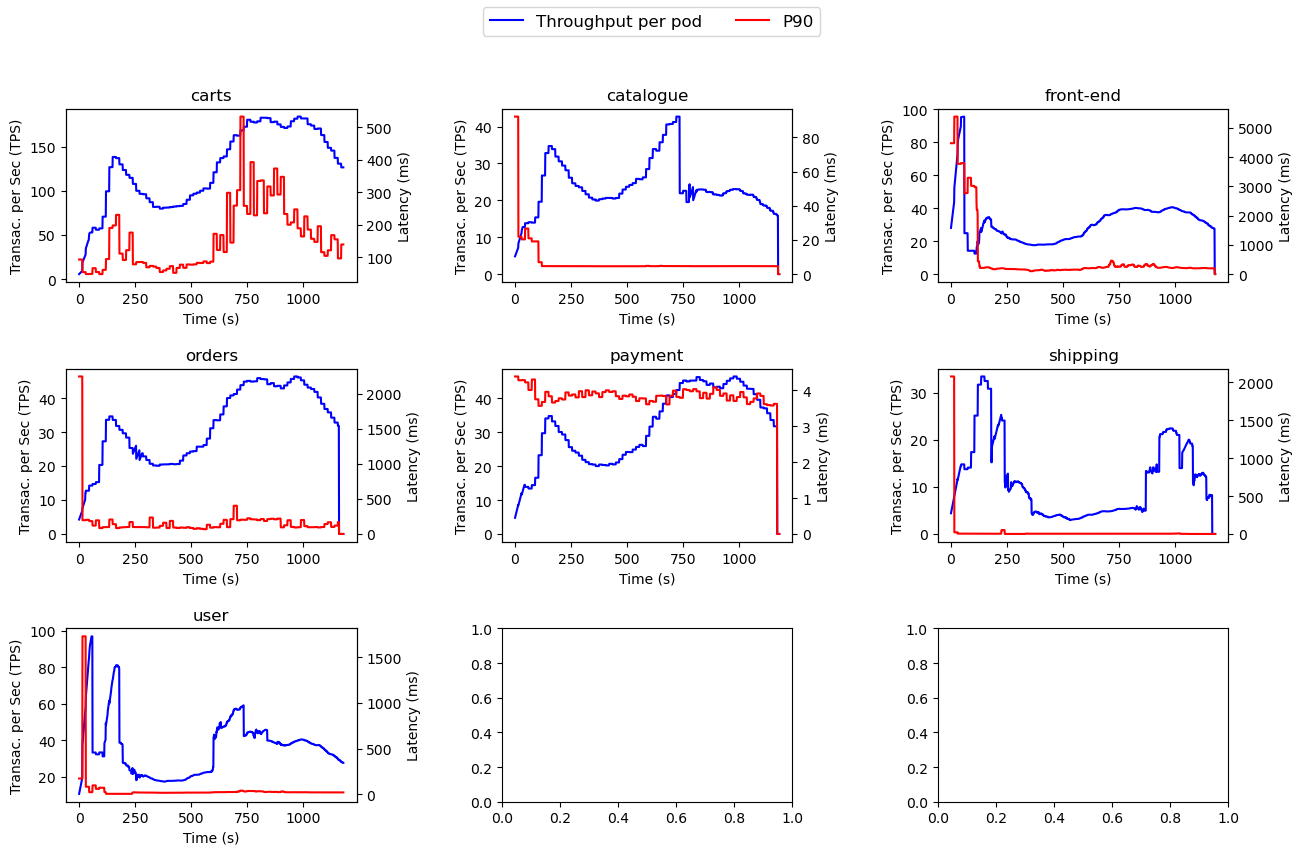 Throughput per pod P90
carts
Transac. per Sec (TPS)
150
100
50
0
500
400
300
200
100
Latency (ms)
0 250 500 750 1000
Time (s)
catalogue
Transac. per Sec (TPS)
40
30
20
10
0
80
60
40
20
0
Latency (ms)
0 250 500 750 1000
Time (s)
front-end
Transac. per Sec (TPS)
100
80
60
40
20
0
5000
4000
3000
2000
1000
0
Latency (ms)
0 250 500 750 1000
Time (s)
orders
Transac. per Sec (TPS)
40
30
20
10
0
2000
1500
1000
500
0
Latency (ms)
0 250 500 750 1000
Time (s)
payment
Transac. per Sec (TPS)
40
30
20
10
0
4
3
2
1
0
Latency (ms)
0 250 500 750 1000
Time (s)
shipping
Transac. per Sec (TPS)
30
20
10
0
2000
1500
1000
500
0
Latency (ms)
0 250 500 750 1000
Time (s)
user
Transac. per Sec (TPS)
100
80
60
40
20
1500
1000
500
0
Latency (ms)
0 250 500 750 1000
Time (s)
1.0
0.8
0.6
0.4
0.2
0.0
0.0 0.2 0.4 0.6 0.8 1.0
1.0
0.8
0.6
0.4
0.2
0.0
0.0 0.2 0.4 0.6 0.8 1.0